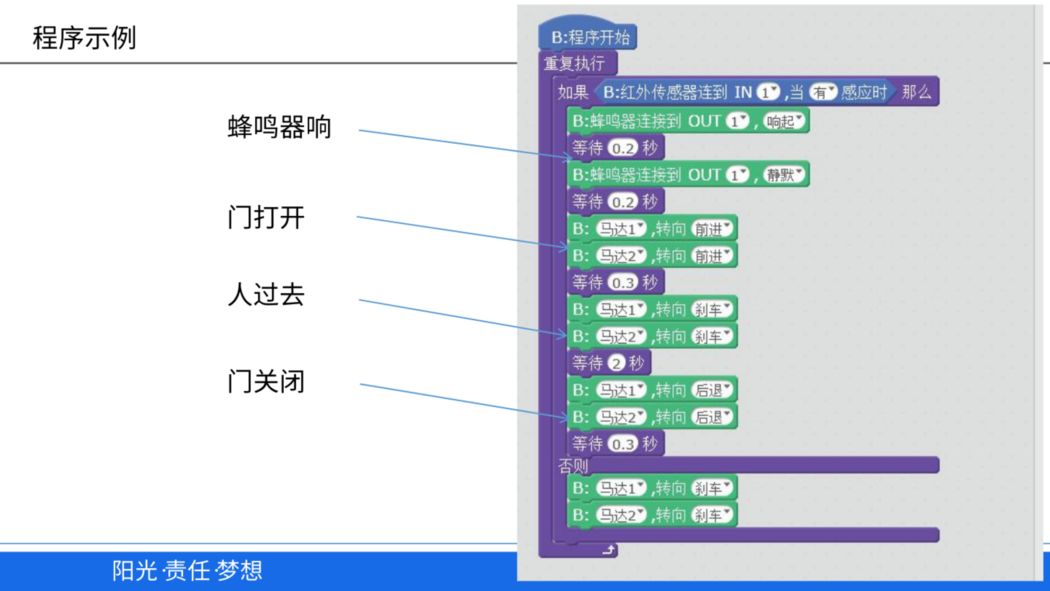 程序示例
蜂鸣器响
门打开
人过去
门关闭
B:程序开始
重复执行
如果 B:红外传感器连到 IN 1 ,当 有 感应时 那么
B:蜂鸣器连接到 OUT 1 , 响起
等待 0.2 秒
B:蜂鸣器连接到 OUT 1 , 静默
等待 0.2 秒
B: 马达1 ,转向 前进
B: 马达2 ,转向 前进
等待 0.3 秒
B: 马达1 ,转向 刹车
B: 马达2 ,转向 刹车
等待 2 秒
B: 马达1 ,转向 后退
B: 马达2 ,转向 后退
等待 0.3 秒
否则
B: 马达1 ,转向 刹车
B: 马达2 ,转向 刹车
阳光·责任·梦想